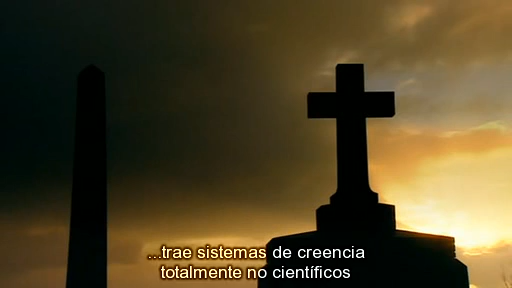 ...trae sistemas de creencia
totalmente no científicos